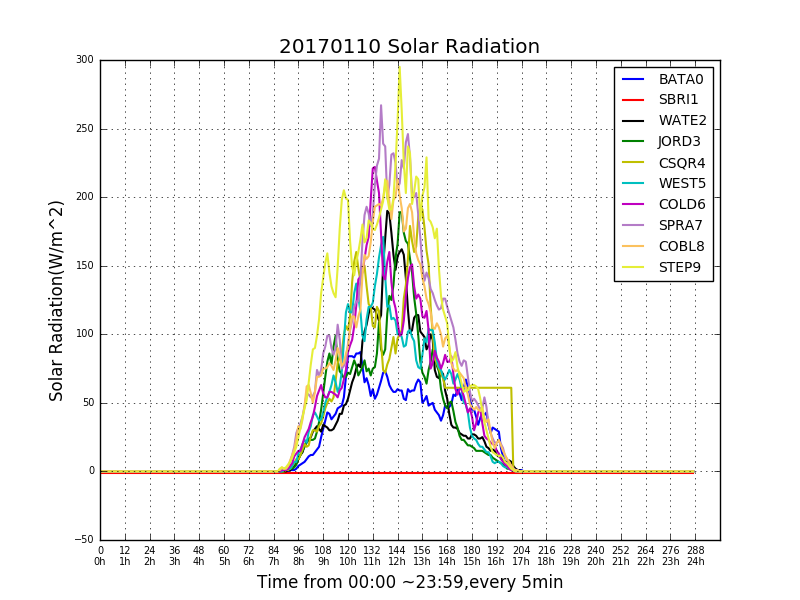 20170110 Solar Radiation
300
250
200
150
100
50
0
−50
Solar Radiation(W/m^2)
BATA0
SBRI1
WATE2
JORD3
CSQR4
WEST5
COLD6
SPRA7
COBL8
STEP9
0 12 24 36 48 60 72 84 96 108 120 132 144 156 168 180 192 204 216 228 240 252 264 276 288
0h 1h 2h 3h 4h 5h 6h 7h 8h 9h 10h 11h 12h 13h 14h 15h 16h 17h 18h 19h 20h 21h 22h 23h 24h
Time from 00:00 ~23:59,every 5min